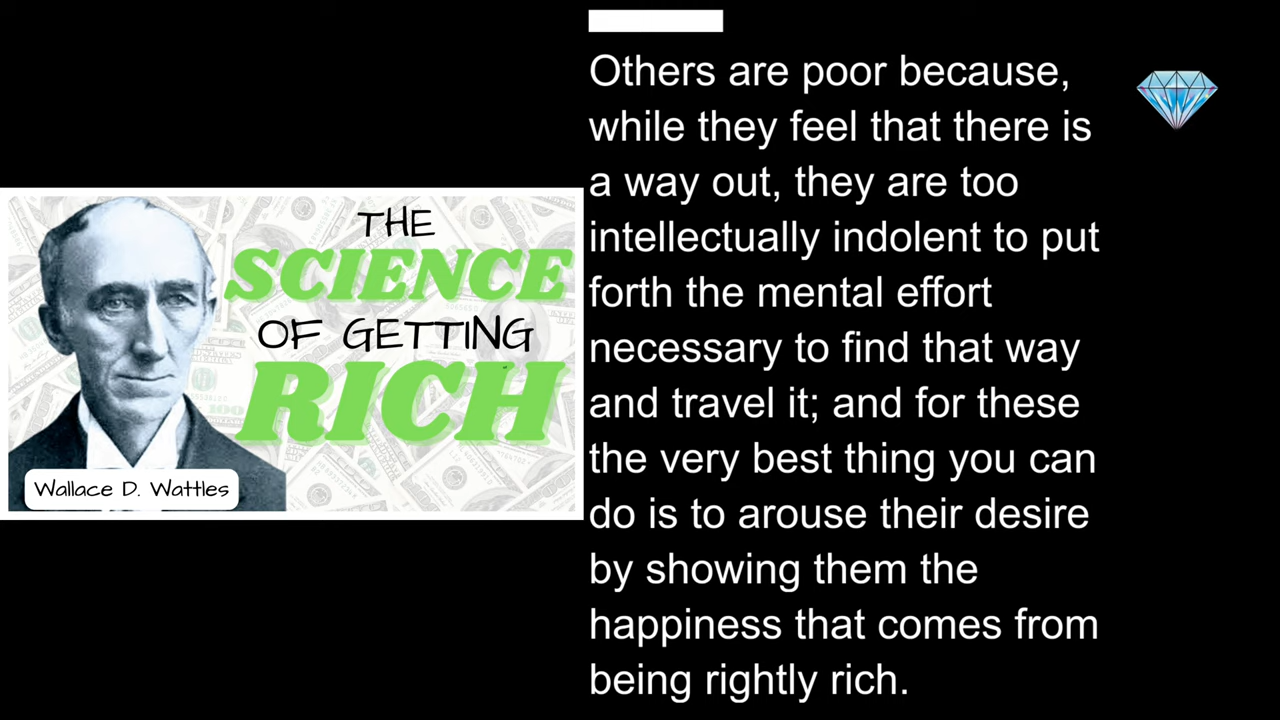 THE
SCIENCE
OF GETTING
RICH
Wallace D. Wattles
Others are poor because,
while they feel that there is
a way out, they are too
intellectually indolent to put
forth the mental effort
necessary to find that way
and travel it; and for these
the very best thing you can
do is to arouse their desire
by showing them the
happiness that comes from
being rightly rich.